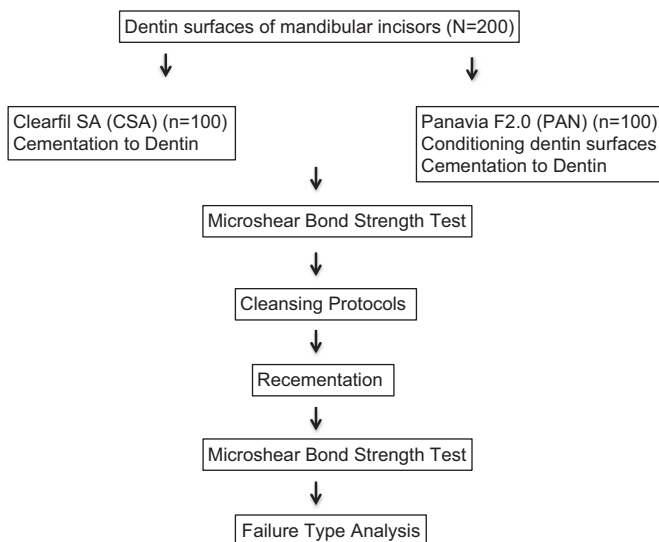 Dentin surfaces of mandibular incisors (N=200)
Clearfil SA (CSA) (n=100)
Cementation to Dentin
Panavia F2.0 (PAN) (n=100)
Conditioning dentin surfaces
Cementation to Dentin
Microshear Bond Strength Test
Cleansing Protocols
Recementation
Microshear Bond Strength Test
Failure Type Analysis